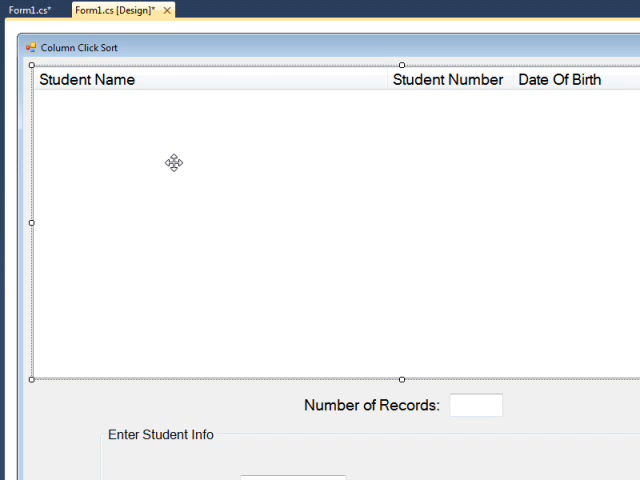 Form1.cs* Form1.cs [Design]*
Column Click Sort
Student Name Student Number Date Of Birth
Number of Records:
Enter Student Info